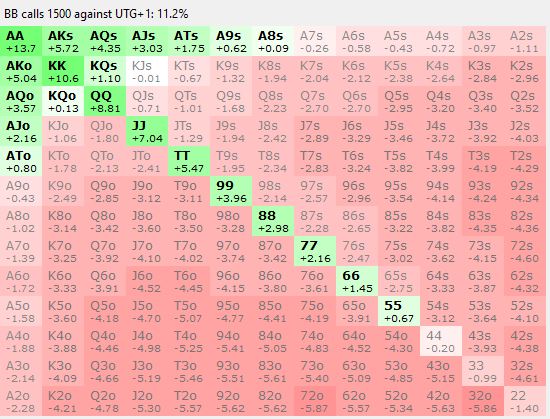 BB calls 1500 against UTG+1: 11.2%
AA AKs AQs AJs ATs A9s A8s A7s A6s A5s A4s A3s A2s
+13.7 +5.72 +4.35 +3.03 +1.75 +0.62 +0.09 -0.26 -0.58 -0.43 -0.72 -0.97 -1.11
AKo KK KQs KJs KTs K9s K8s K7s K6s K5s K4s K3s K2s
+5.04 +10.6 +1.10 -0.01 -0.67 -1.32 -1.94 -2.04 -2.12 -2.38 -2.64 -2.84 -2.96
AQo KQo QQ QJs QTs Q9s Q8s Q7s Q6s Q5s Q4s Q3s Q2s
+3.57 +0.13 +8.81 -0.71 -1.01 -1.68 -2.23 -2.70 -2.70 -2.95 -3.20 -3.40 -3.52
AJo KJo QJo JJ JTs J9s J8s J7s J6s J5s J4s J3s J2s
+2.16 -1.06 -1.80 +7.04 -1.29 -1.94 -2.42 -2.89 -3.29 -3.46 -3.72 -3.92 -4.03
ATo KTo QTo JTo TT T9s T8s T7s T6s T5s T4s T3s T2s
+0.80 -1.78 -2.13 -2.41 +5.47 -1.95 -2.34 -2.83 -3.24 -3.82 -3.99 -4.19 -4.29
A9o K9o Q9o J9o T9o 99 98s 97s 96s 95s 94s 93s 92s
-0.43 -2.49 -2.85 -3.12 -3.11 +3.96 -2.14 -2.57 -2.96 -3.54 -4.14 -4.24 -4.34
A8o K8o Q8o J8o T8o 98o 88 87s 86s 85s 84s 83s 82s
-1.02 -3.14 -3.42 -3.60 -3.50 -3.28 +2.98 -2.28 -2.65 -3.22 -3.82 -4.35 -4.36
A7o K7o Q7o J7o T7o 97o 87o 77 76s 75s 74s 73s 72s
-1.39 -3.25 -3.92 -4.10 -4.02 -3.74 -3.42 +2.16 -2.47 -3.02 -3.62 -4.15 -4.60
A6o K6o Q6o J6o T6o 96o 86o 76o 66 65s 64s 63s 62s
-1.72 -3.33 -3.91 -4.52 -4.45 -4.15 -3.80 -3.61 +1.45 -2.75 -3.33 -3.87 -4.32
A5o K5o Q5o J5o T5o 95o 85o 75o 65o 55 54s 53s 52s
-1.58 -3.60 -4.18 -4.70 -5.07 -4.77 -4.41 -4.19 -3.91 +0.67 -3.12 -3.64 -4.10
A4o K4o Q4o J4o T4o 94o 84o 74o 64o 54o 44 43s 42s
-1.88 -3.88 -4.46 -4.98 -5.25 -5.41 -5.05 -4.83 -4.52 -4.30 -0.20 -3.93 -4.38
A3o K3o Q3o J3o T3o 93o 83o 73o 63o 53o 43o 33 32s
-2.14 -4.09 -4.66 -5.19 -5.46 -5.51 -5.61 -5.40 -5.09 -4.85 -5.15 -0.99 -4.61
A2o K2o Q2o J2o T2o 92o 82o 72o 62o 52o 42o 32o 22
-2.28 -4.21 -4.78 -5.30 -5.57 -5.62 -5.62 -5.87 -5.57 -5.34 -5.63 -5.86 -1.40